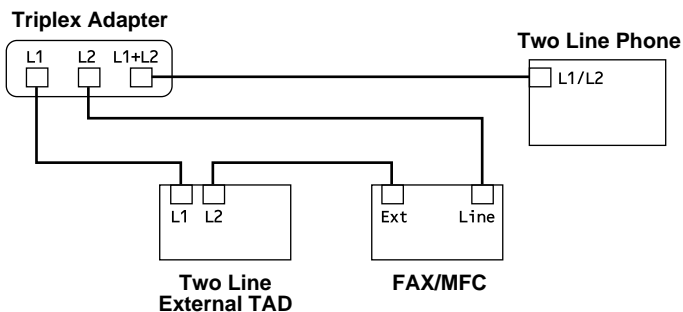 Triplex Adapter
L1 L2 L1+L2
Two Line Phone
L1/L2
L1 L2
Ext Line
Two Line
External TAD
FAX/MFC